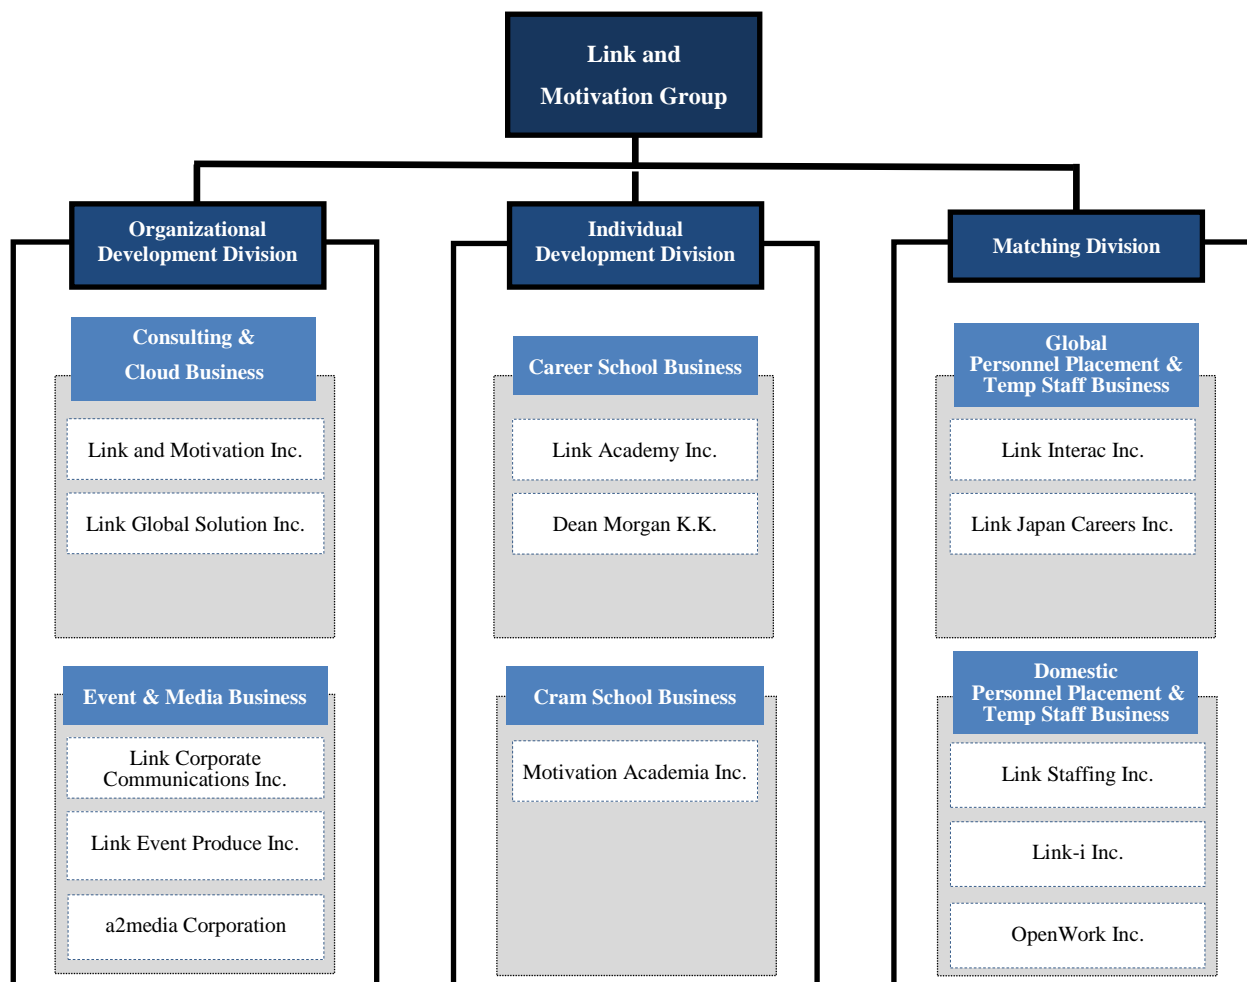 Link and
Motivation Group
Organizational
Development Division
Individual
Development Division
Matching Division
Consulting &
Cloud Business
Link and Motivation Inc.
Link Global Solution Inc.
Event & Media Business
Link Corporate
Communications Inc.
Link Event Produce Inc.
a2media Corporation
Career School Business
Link Academy Inc.
Dean Morgan K.K.
Cram School Business
Motivation Academia Inc.
Global
Personnel Placement &
Temp Staff Business
Link Interac Inc.
Link Japan Careers Inc.
Domestic
Personnel Placement &
Temp Staff Business
Link Staffing Inc.
Link-i Inc.
OpenWork Inc.